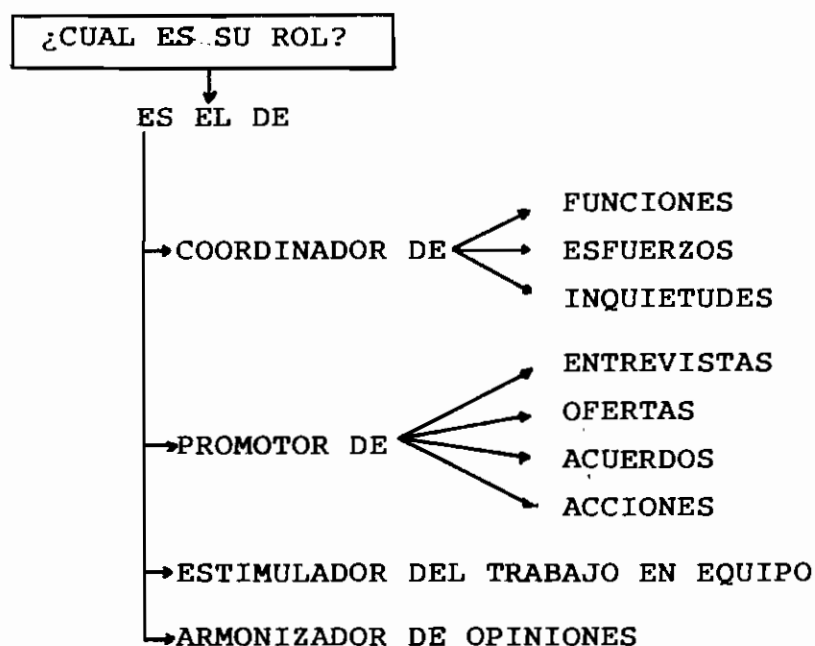 ¿CUAL ES SU ROL?
ES EL DE
COORDINADOR DE
FUNCIONES
ESFUERZOS
INQUIETUDES
PROMOTOR DE
ENTREVISTAS
OFERTAS
ACUERDOS
ACCIONES
ESTIMULADOR DEL TRABAJO EN EQUIPO
ARMONIZADOR DE OPINIONES